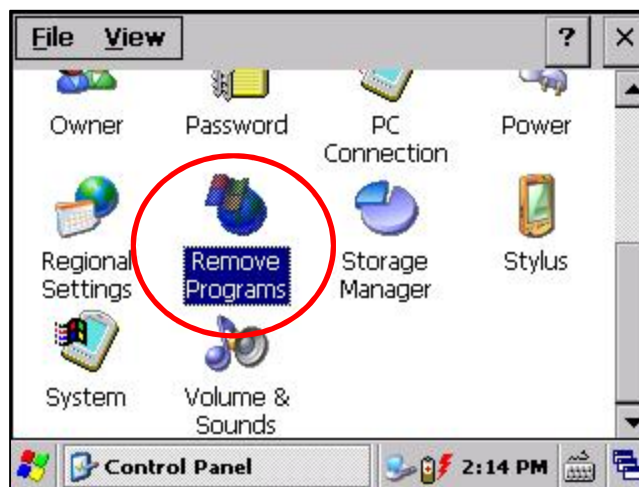 File View ? ×
Owner Password PC Connection Power
Regional Settings Remove Programs Storage Manager Stylus
System Volume & Sounds
Control Panel 2:14 PM